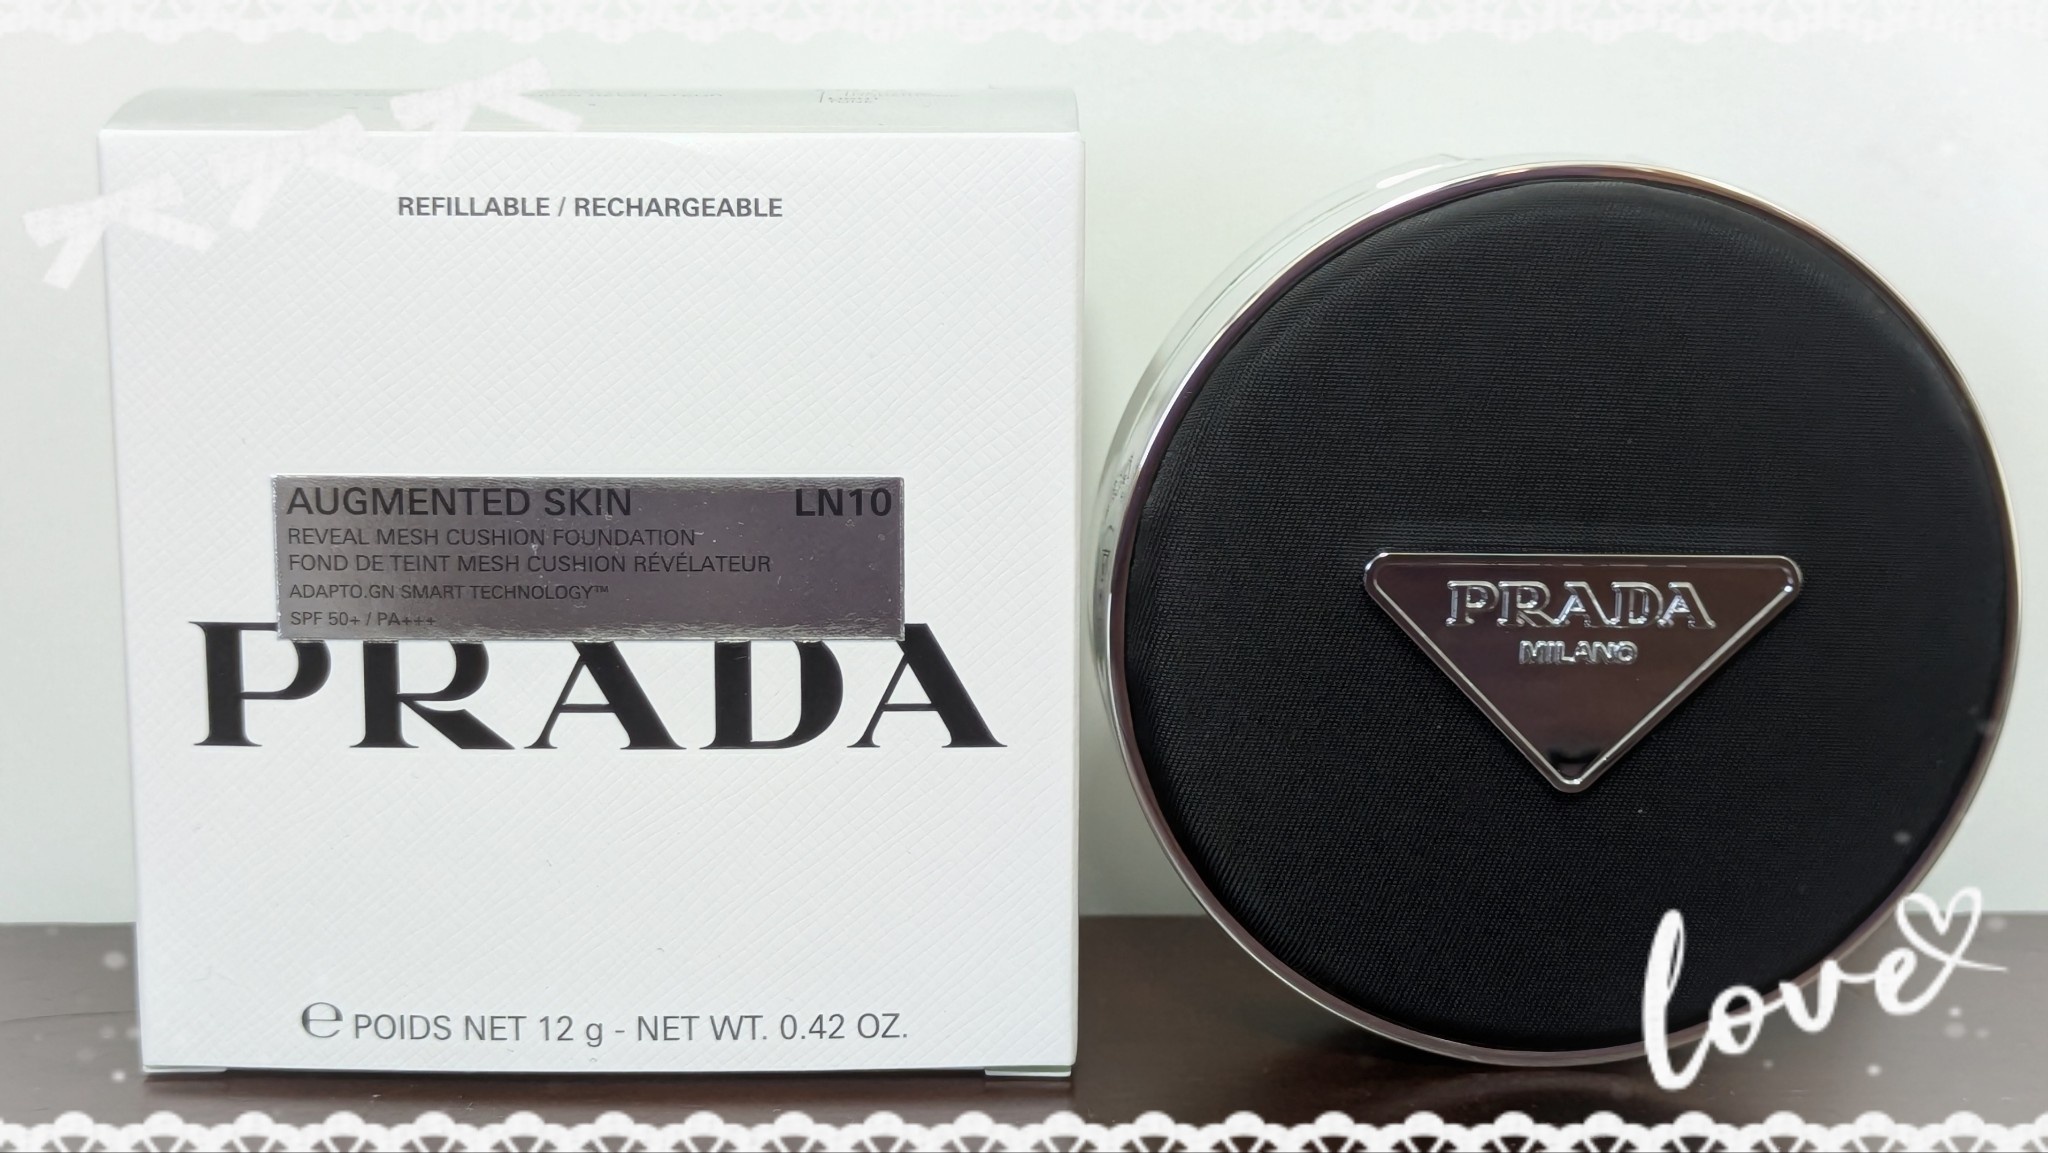 REFILLABLE / RECHARGEABLE
AUGMENTED SKIN LN10
REVEAL MESH CUSHION FOUNDATION
FOND DE TEINT MESH CUSHION RÉVÉLATEUR
ADAPTO.GN SMART TECHNOLOGY™
SPF 50+ / PA+++
PRADA
℮ POIDS NET 12 g - NET WT. 0.42 OZ.
PRADA
MILANO
love